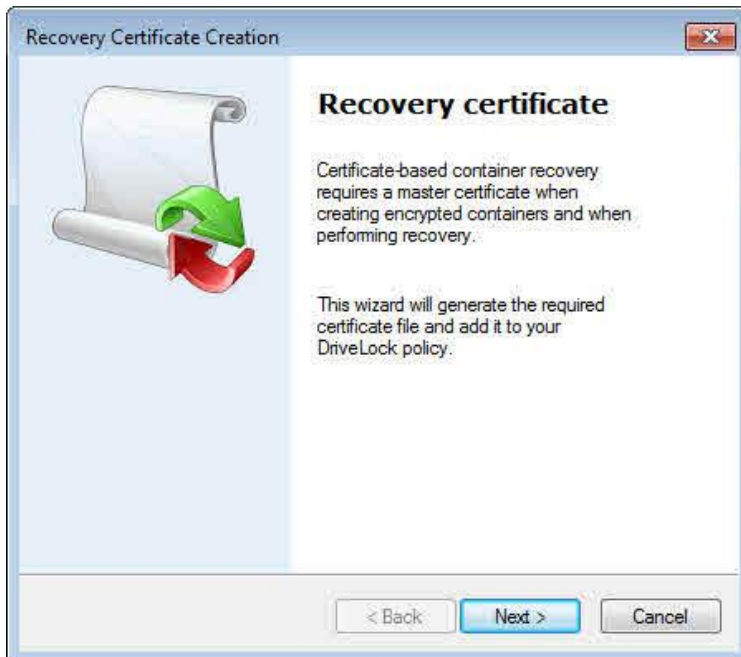 Recovery Certificate Creation
Recovery certificate
Certificate-based container recovery
requires a master certificate when
creating encrypted containers and when
performing recovery.
This wizard will generate the required
certificate file and add it to your
DriveLock policy.
< Back Next > Cancel